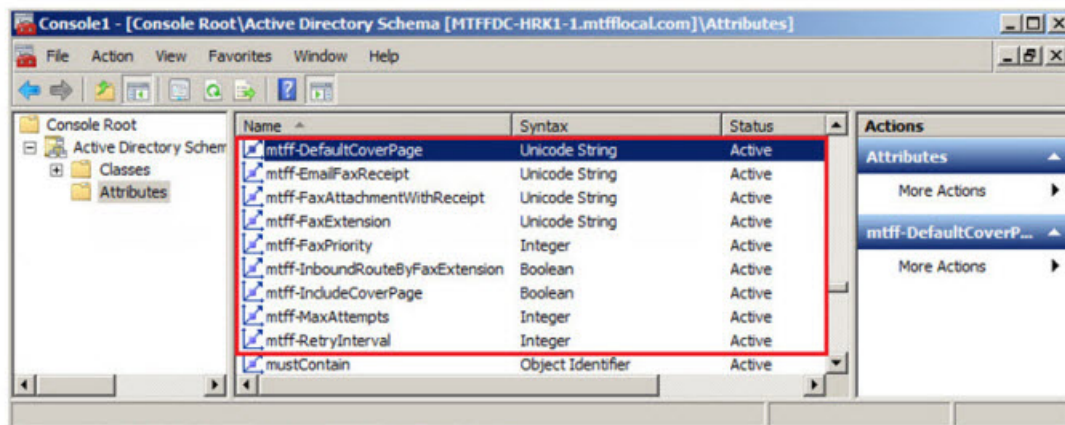 Console1 - [Console Root\Active Directory Schema [MTFFDC-HRK1-1.mtfflocal.com]\Attributes]
File Action View Favorites Window Help
Console Root
Active Directory Schem
Classes
Attributes
Name Syntax Status
mtff-DefaultCoverPage Unicode String Active
mtff-EmailFaxReceipt Unicode String Active
mtff-FaxAttachmentWithReceipt Unicode String Active
mtff-FaxExtension Unicode String Active
mtff-FaxPriority Integer Active
mtff-InboundRouteByFaxExtension Boolean Active
mtff-IncludeCoverPage Boolean Active
mtff-MaxAttempts Integer Active
mtff-RetryInterval Integer Active
mustContain Object Identifier Active
Actions
Attributes
More Actions
mtff-DefaultCoverP...
More Actions